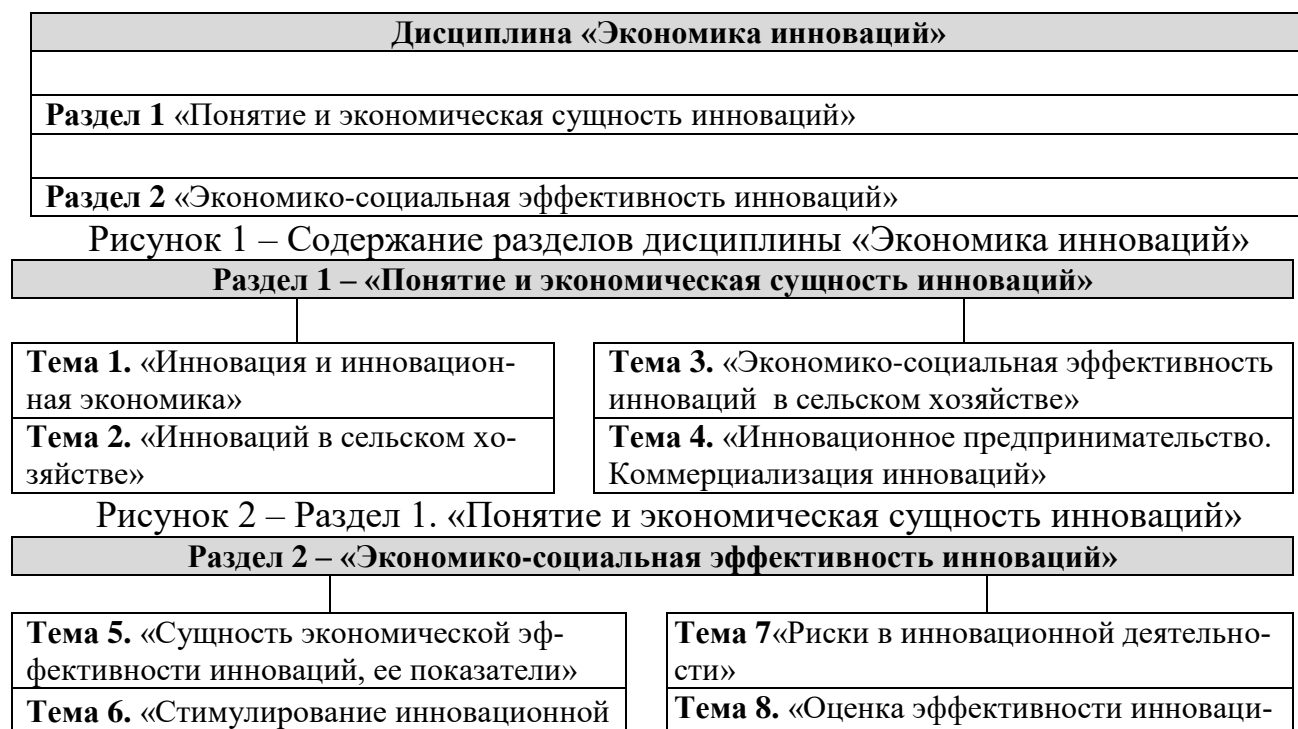 Дисциплина «Экономика инноваций»
Раздел 1 «Понятие и экономическая сущность инноваций»
Раздел 2 «Экономико-социальная эффективность инноваций»
Рисунок 1 – Содержание разделов дисциплины «Экономика инноваций»
Раздел 1 – «Понятие и экономическая сущность инноваций»
Тема 1. «Инновация и инновацион-
ная экономика»
Тема 2. «Инноваций в сельском хо-
зяйстве»
Тема 3. «Экономико-социальная эффективность
инноваций  в сельском хозяйстве»
Тема 4. «Инновационное предпринимательство.
Коммерциализация инноваций»
Рисунок 2 – Раздел 1. «Понятие и экономическая сущность инноваций»
Раздел 2 – «Экономико-социальная эффективность инноваций»
Тема 5. «Сущность экономической эф-
фективности инноваций, ее показатели»
Тема 6. «Стимулирование инновационной
Тема 7«Риски в инновационной деятельно-
сти»
Тема 8. «Оценка эффективности инноваци-